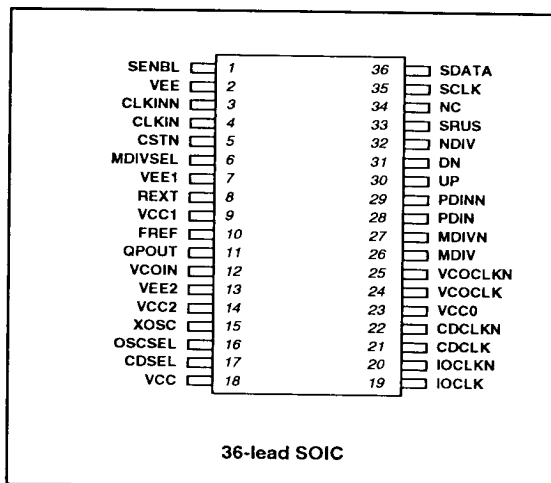 SENBL 1 36 SDATA
VEE 2 35 SCLK
CLKINN 3 34 NC
CLKIN 4 33 SRUS
CSTN 5 32 NDIV
MDIVSEL 6 31 DN
VEE1 7 30 UP
REXT 8 29 PDINN
VCC1 9 28 PDIN
FREF 10 27 MDIVN
QPOUT 11 26 MDIV
VCOIN 12 25 VCOCLKN
VEE2 13 24 VCOCLK
VCC2 14 23 VCC0
XOSC 15 22 CDCLKN
OSCSEL 16 21 CDCLK
CDSEL 17 20 IOCLKN
VCC 18 19 IOCLK
36-lead SOIC